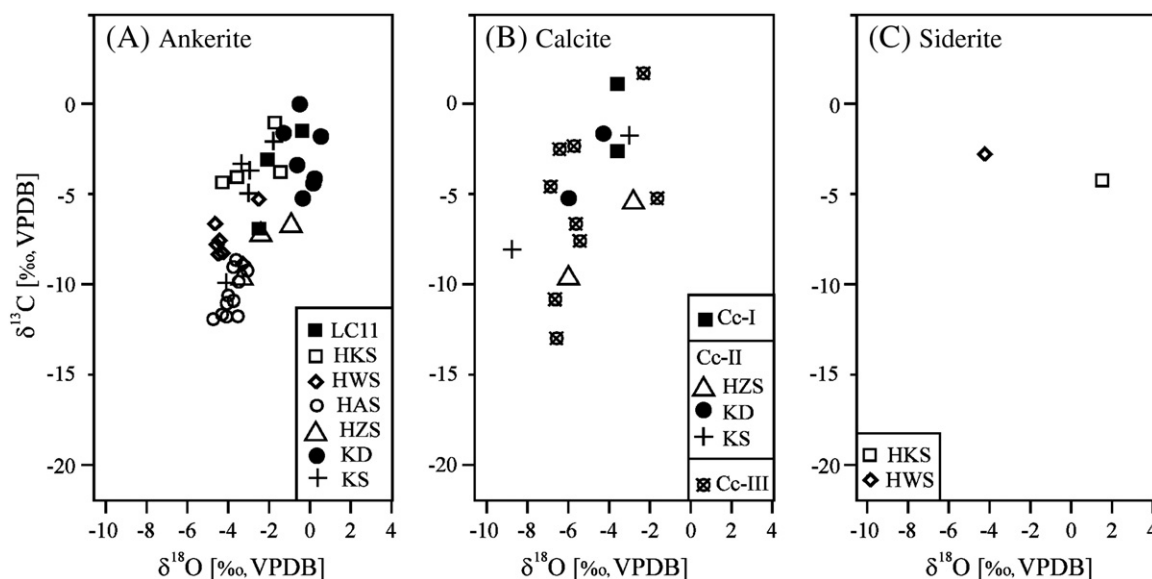 (A) Ankerite
(B) Calcite
(C) Siderite
δ¹³C [‰, VPDB]
0
-5
-10
-15
-20
LC11
HKS
HWS
HAS
HZS
KD
KS
-10 -8 -6 -4 -2 0 2 4
δ¹⁸O [‰, VPDB]
0
-5
-10
-15
-20
Cc-I
Cc-II
HZS
KD
KS
Cc-III
-10 -8 -6 -4 -2 0 2 4
δ¹⁸O [‰, VPDB]
0
-5
-10
-15
-20
HKS
HWS
-10 -8 -6 -4 -2 0 2 4
δ¹⁸O [‰, VPDB]